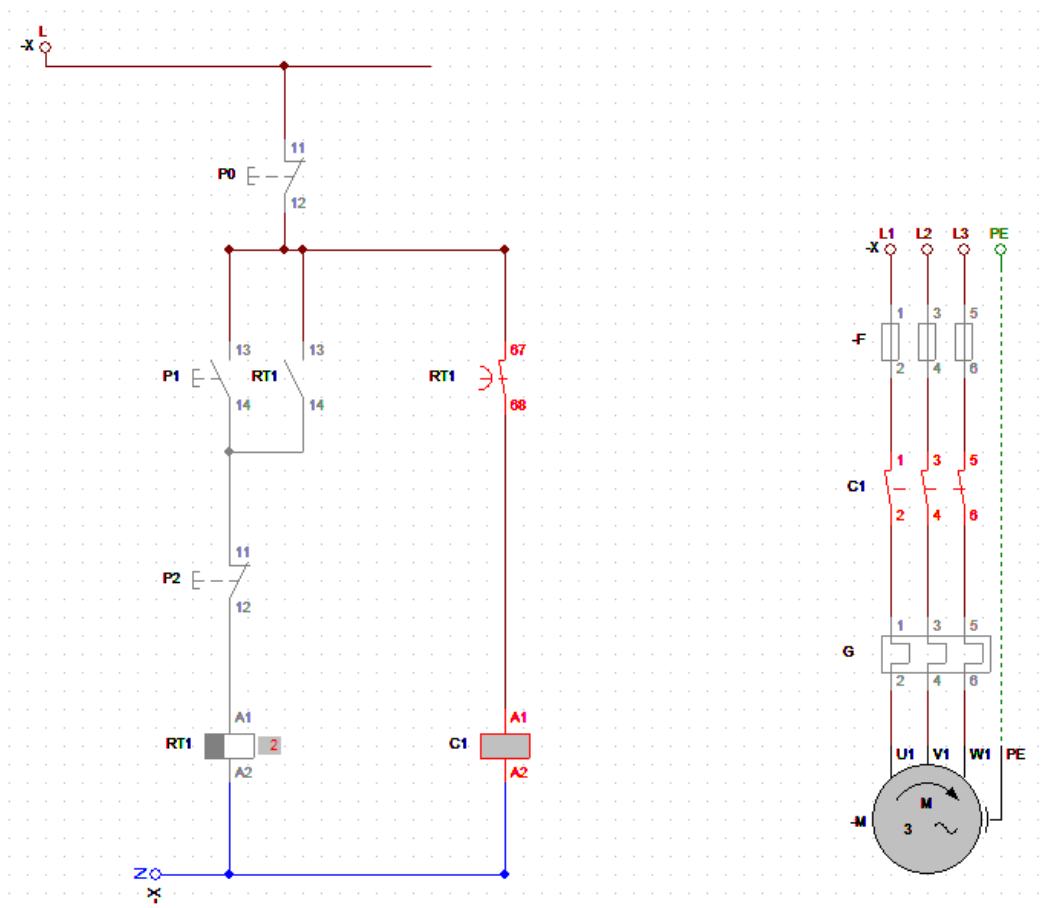 L
-X
11
P0
12
L1 L2 L3 PE
-X
1 3 5
-F
2 4 6
13 13 67
P1 RT1 RT1
14 14 68
1 3 5
C1
2 4 6
11
P2
12
1 3 5
G
2 4 6
A1 A1
RT1 2 C1
A2 A2
U1 V1 W1 PE
M
-M
3 ~
N
-X